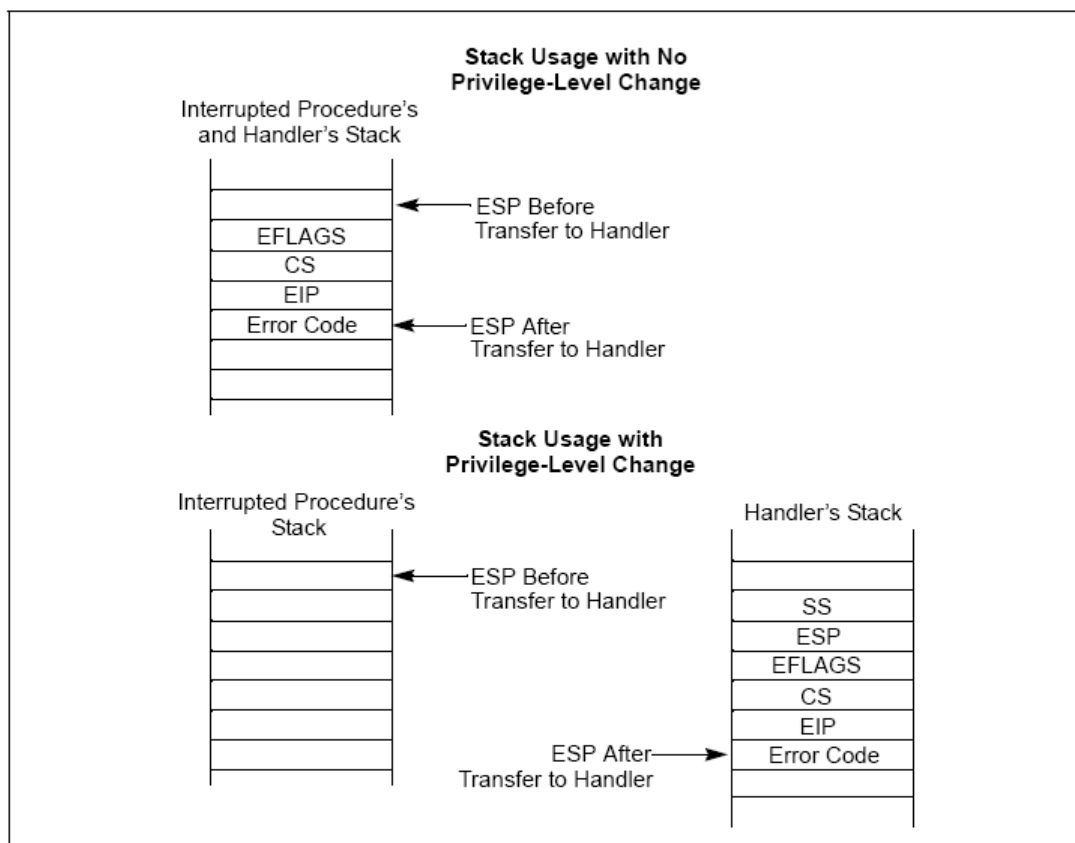 Stack Usage with No
Privilege-Level Change
Interrupted Procedure's
and Handler's Stack
ESP Before
Transfer to Handler
EFLAGS
CS
EIP
Error Code
ESP After
Transfer to Handler
Stack Usage with
Privilege-Level Change
Interrupted Procedure's
Stack
Handler's Stack
ESP Before
Transfer to Handler
SS
ESP
EFLAGS
CS
EIP
ESP After
Error Code
Transfer to Handler